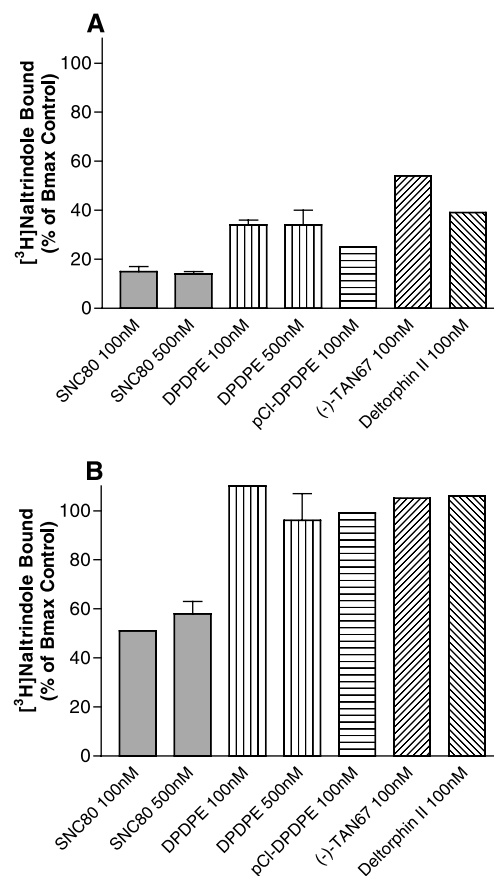 A
[³H]Naltrindole Bound
(% of Bmax Control)
100
80
60
40
20
0
SNC80 100nM
SNC80 500nM
DPDPE 100nM
DPDPE 500nM
pCl-DPDPE 100nM
(-)-TAN67 100nM
Deltorphin II 100nM
B
[³H]Naltrindole Bound
(% of Bmax Control)
100
80
60
40
20
0
SNC80 100nM
SNC80 500nM
DPDPE 100nM
DPDPE 500nM
pCl-DPDPE 100nM
(-)-TAN67 100nM
Deltorphin II 100nM